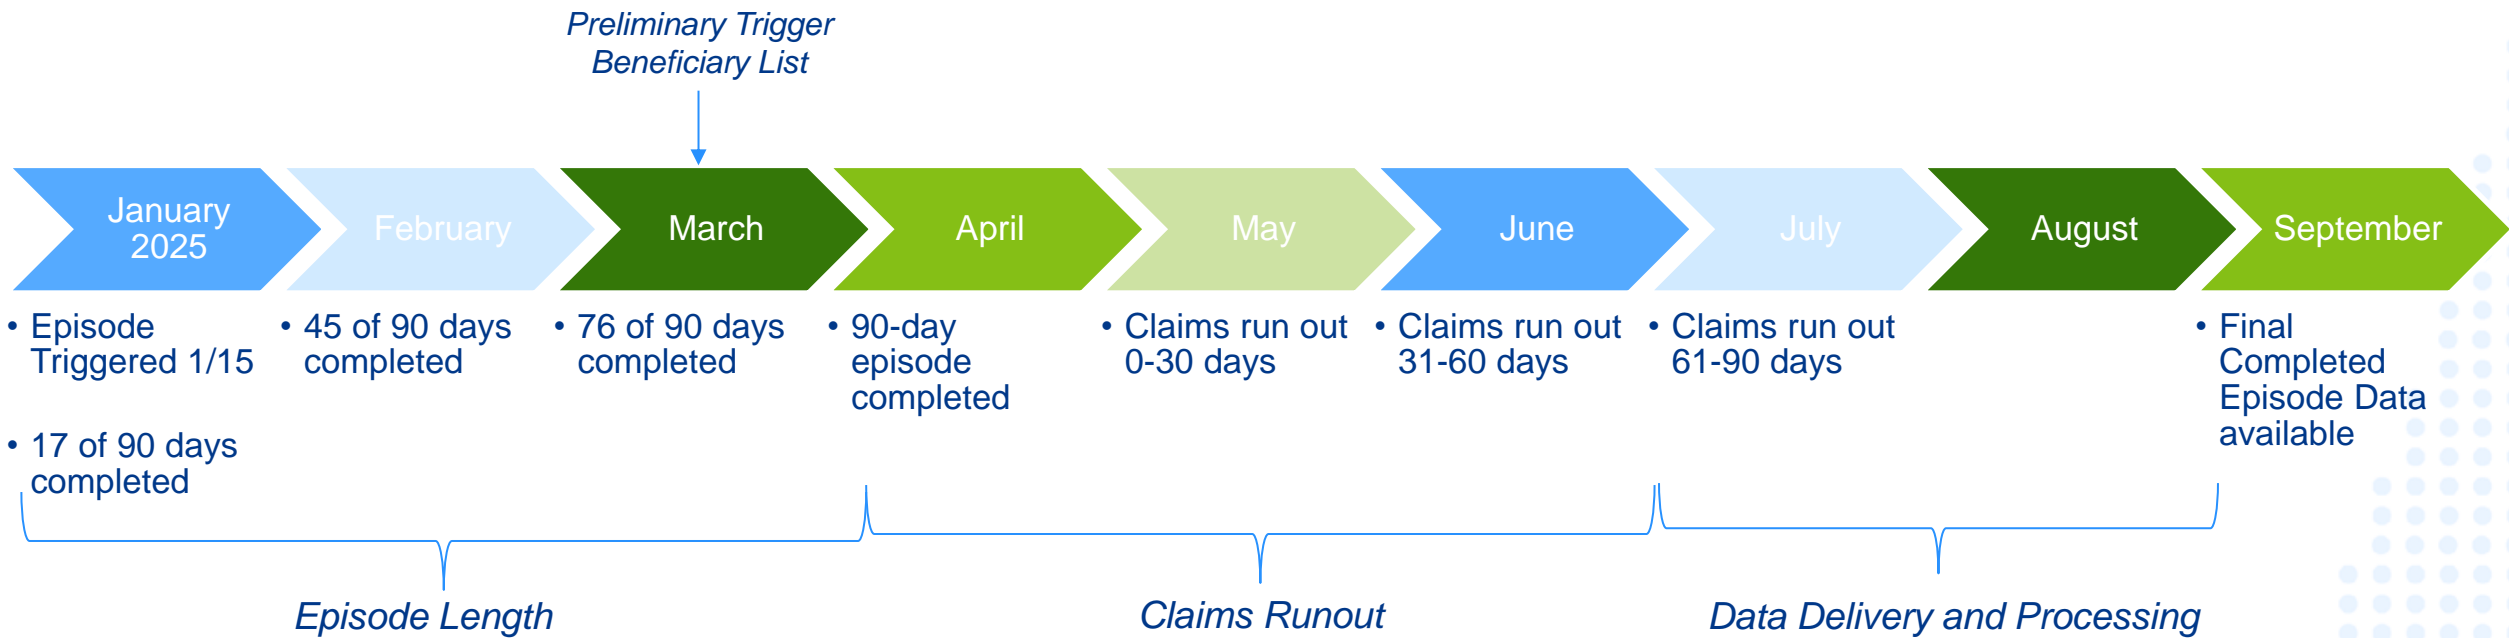 Preliminary Trigger
Beneficiary List
January
2025
February
March
April
May
June
July
August
September
• Episode
Triggered 1/15
• 17 of 90 days
completed
• 45 of 90 days
completed
• 76 of 90 days
completed
• 90-day
episode
completed
• Claims run out
0-30 days
• Claims run out
31-60 days
• Claims run out
61-90 days
• Final
Completed
Episode Data
available
Episode Length
Claims Runout
Data Delivery and Processing